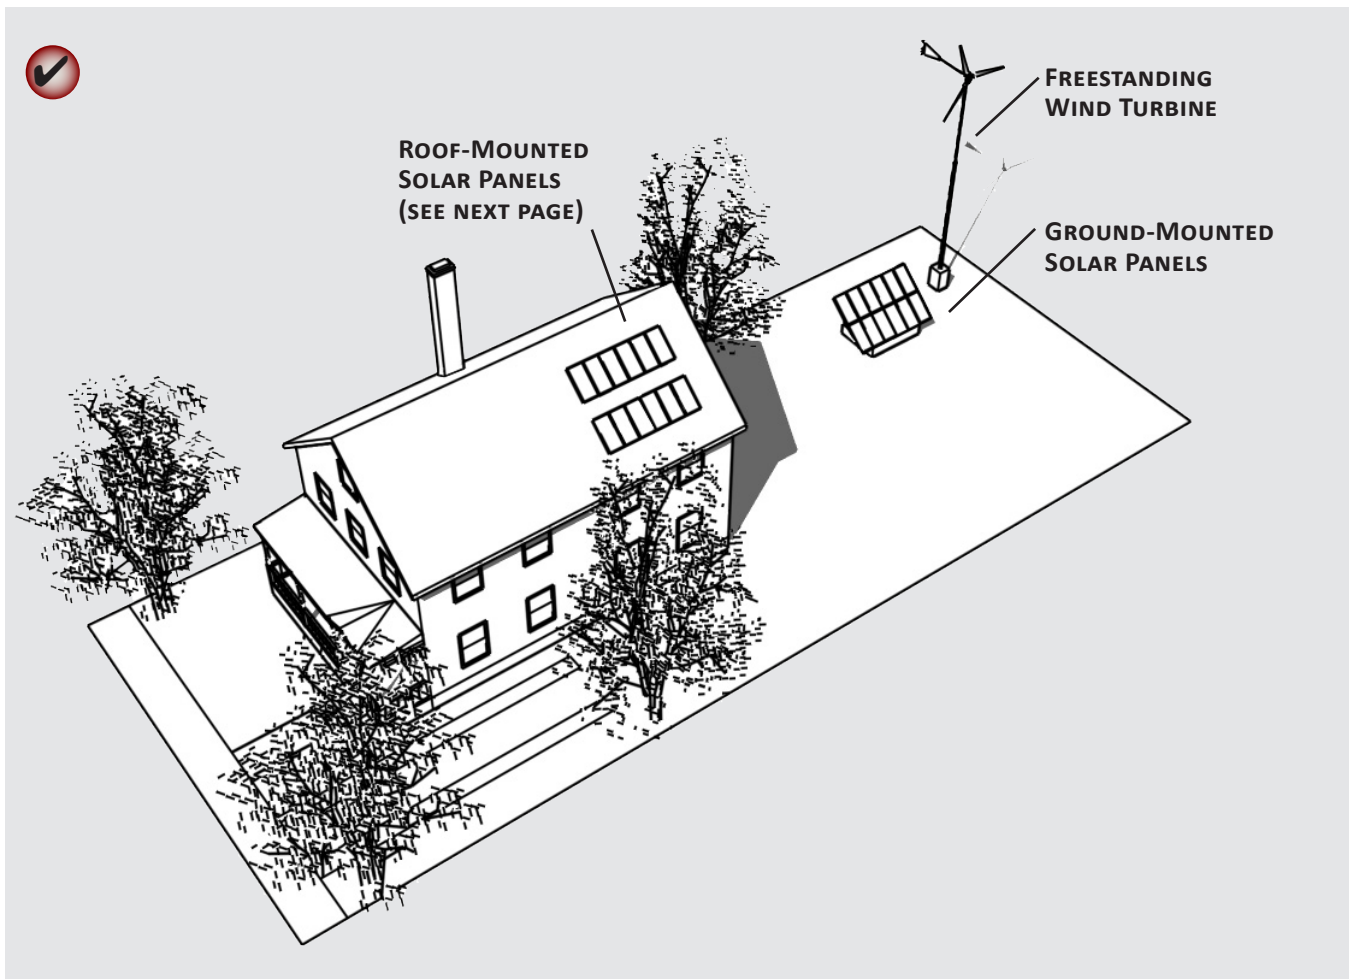 Freestanding
Wind Turbine
Roof-Mounted
Solar Panels
(see next page)
Ground-Mounted
Solar Panels